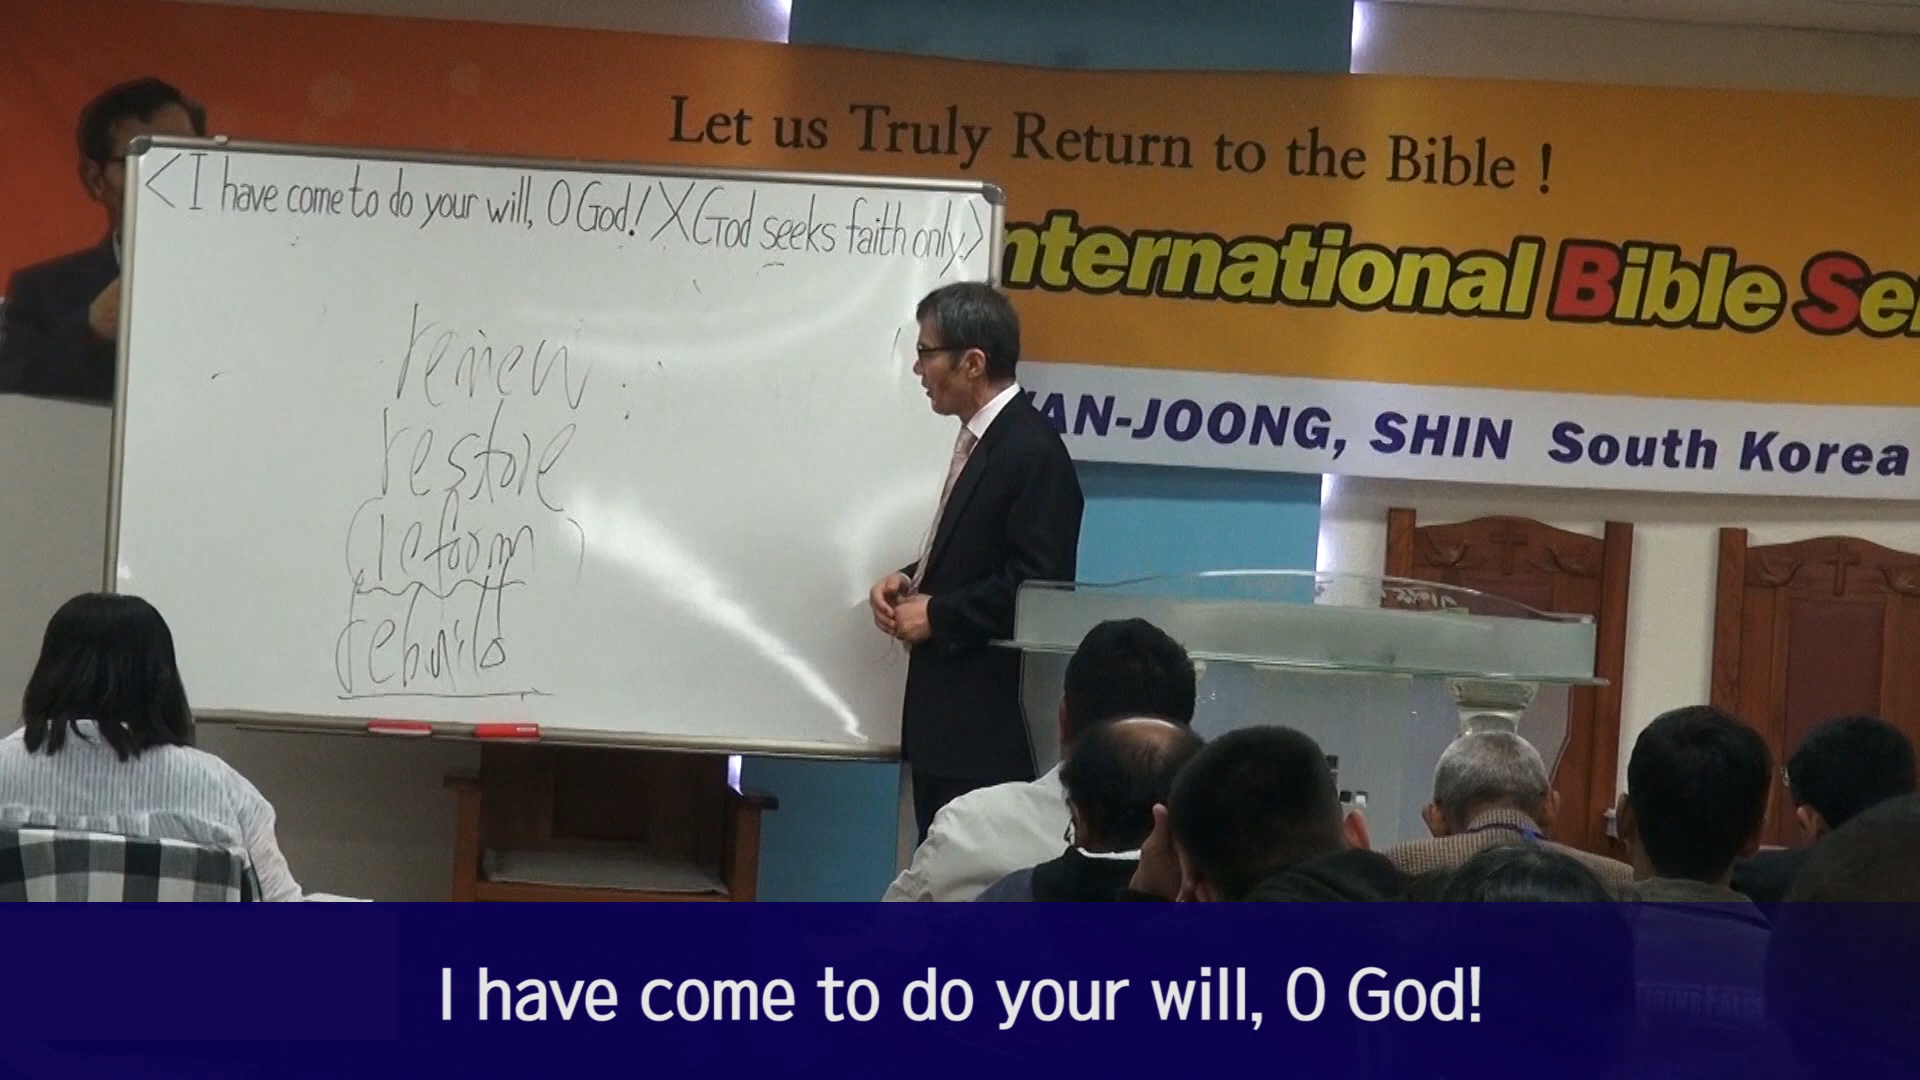 Let us Truly Return to the Bible !
<I have come to do your will, O God! X God seeks faith only.>
nternational Bible Se
AN-JOONG, SHIN South Korea
renew
restore
(reform)
rebuild
I have come to do your will, O God!